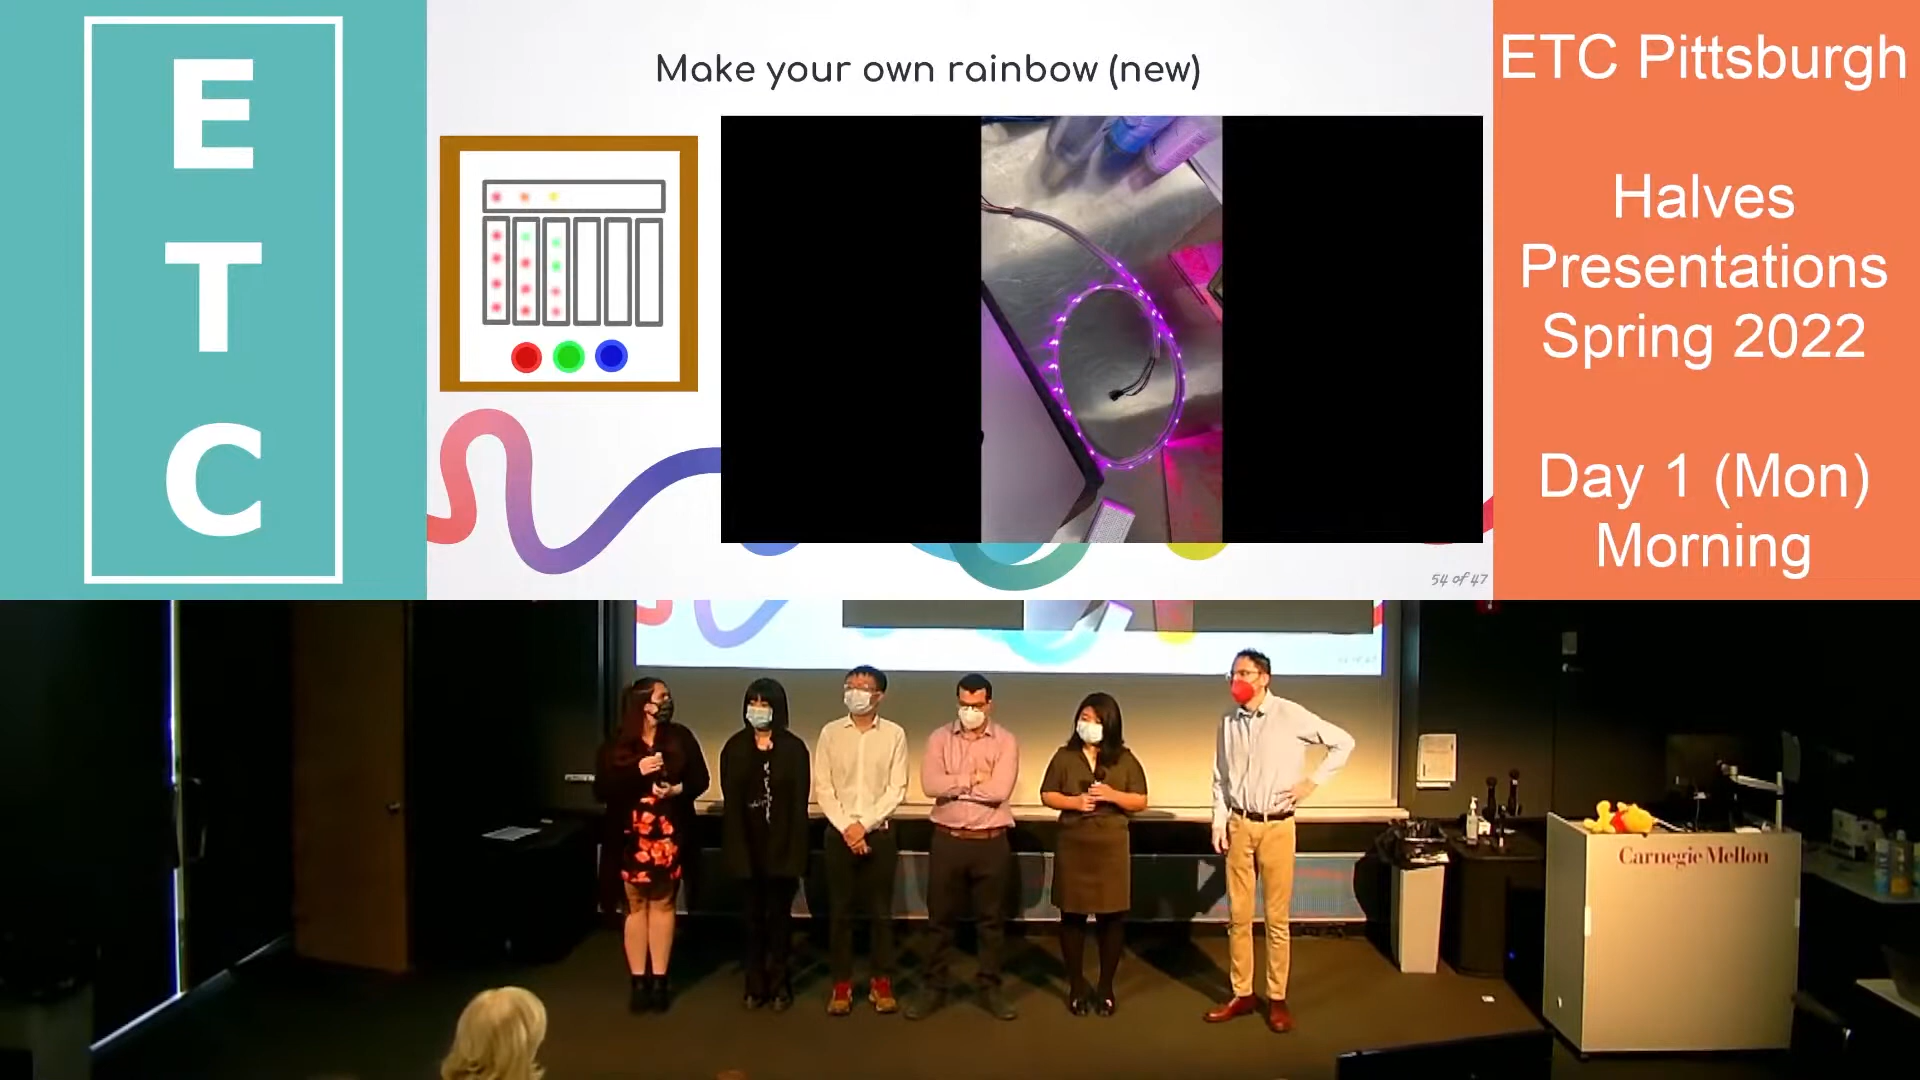 E
T
C
Make your own rainbow (new)
54 of 47
ETC Pittsburgh
Halves
Presentations
Spring 2022
Day 1 (Mon)
Morning
Carnegie Mellon